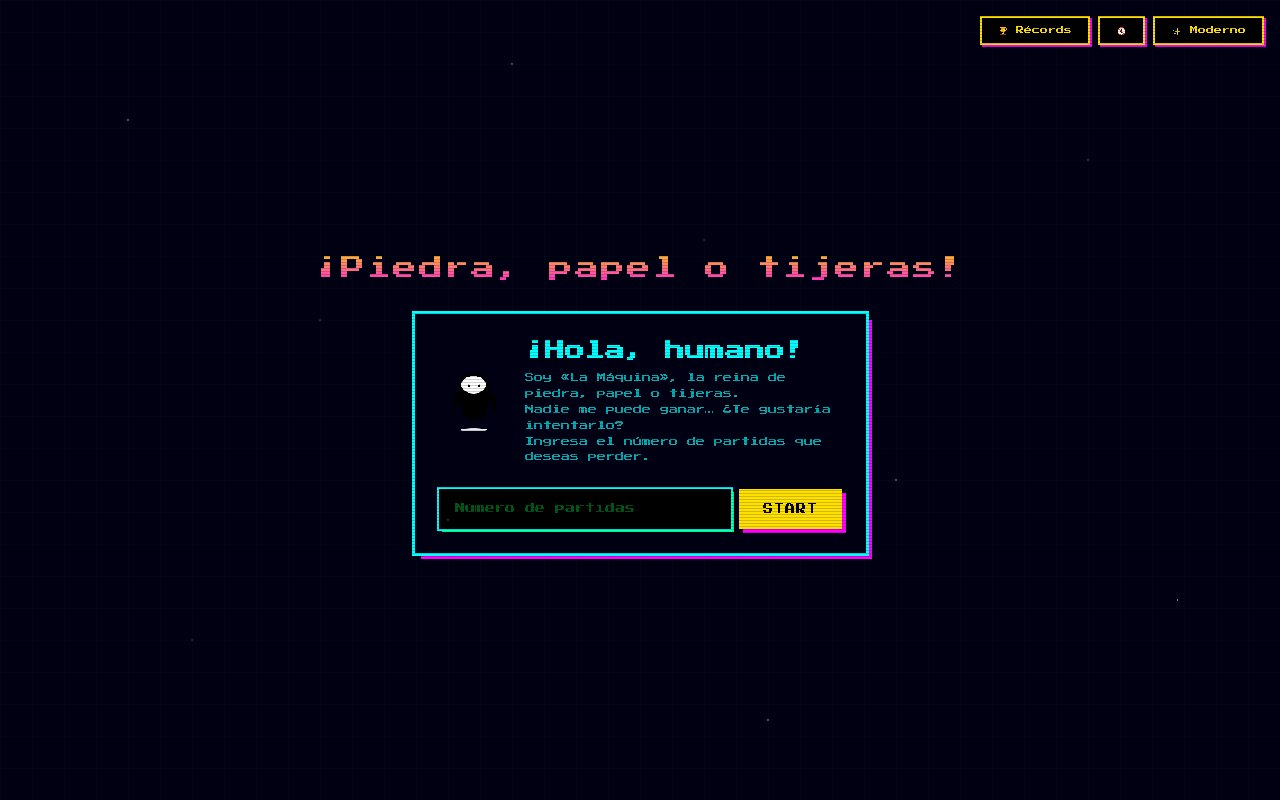 Récords
Moderno
¡Piedra, papel o tijeras!
¡Hola, humano!
Soy «La Máquina», la reina de
piedra, papel o tijeras.
Nadie me puede ganar… ¿Te gustaría
intentarlo?
Ingresa el número de partidas que
deseas perder.
Número de partidas
START